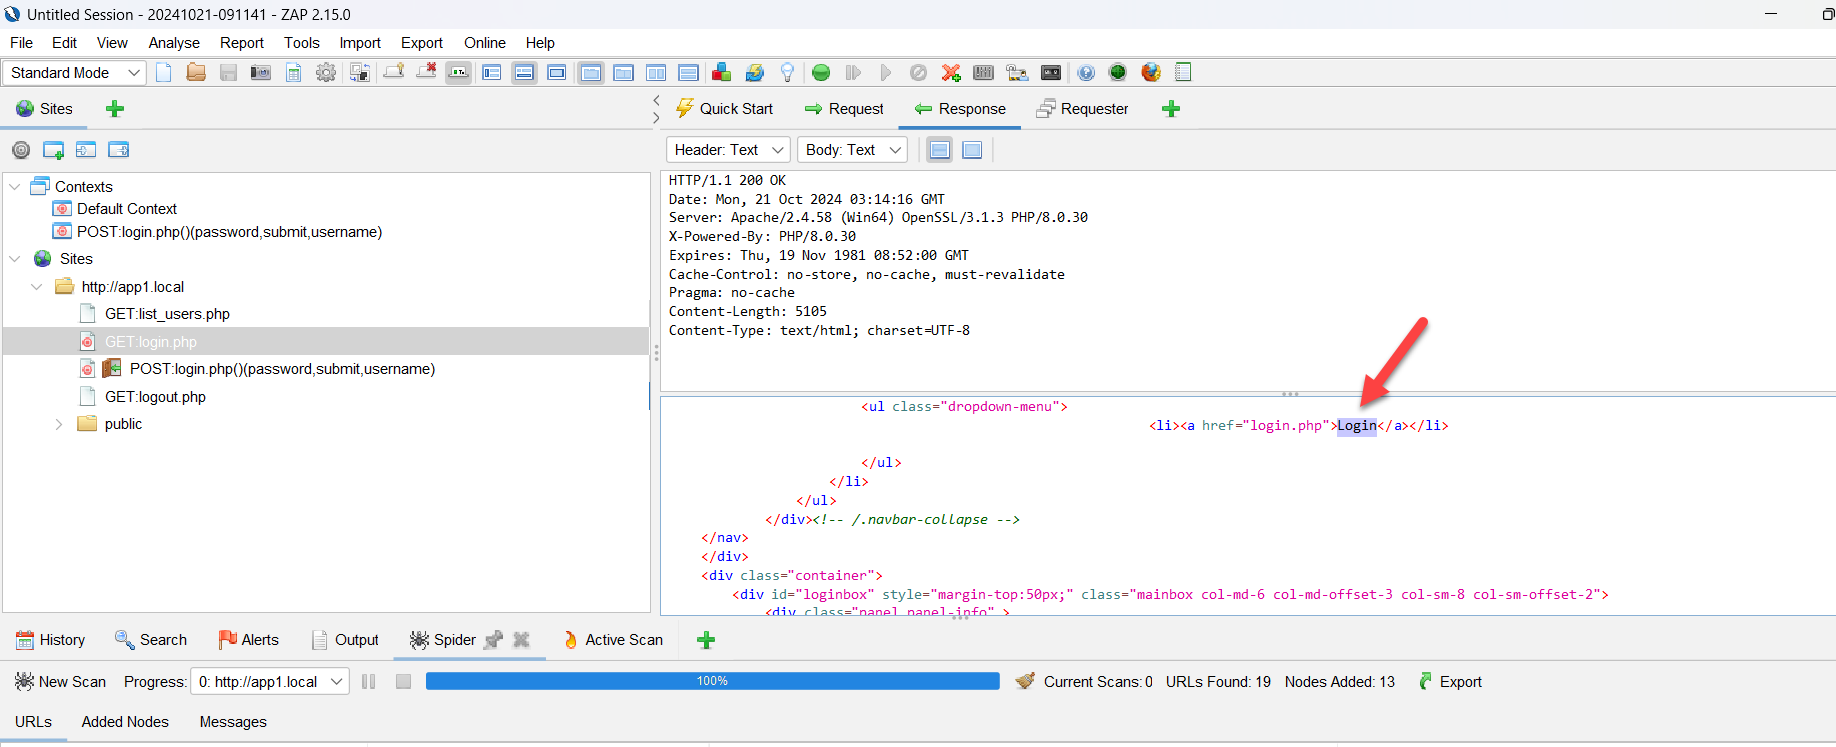 Untitled Session - 20241021-091141 - ZAP 2.15.0
File Edit View Analyse Report Tools Import Export Online Help
Standard Mode
Sites
Quick Start Request Response Requester
Header: Text Body: Text
Contexts
Default Context
POST:login.php()(password,submit,username)
Sites
http://app1.local
GET:list_users.php
GET:login.php
POST:login.php()(password,submit,username)
GET:logout.php
public
HTTP/1.1 200 OK
Date: Mon, 21 Oct 2024 03:14:16 GMT
Server: Apache/2.4.58 (Win64) OpenSSL/3.1.3 PHP/8.0.30
X-Powered-By: PHP/8.0.30
Expires: Thu, 19 Nov 1981 08:52:00 GMT
Cache-Control: no-store, no-cache, must-revalidate
Pragma: no-cache
Content-Length: 5105
Content-Type: text/html; charset=UTF-8
<ul class="dropdown-menu">
<li><a href="login.php">Login</a></li>
</ul>
</li>
</ul>
</div><!-- /.navbar-collapse -->
</nav>
</div>
<div class="container">
<div id="loginbox" style="margin-top:50px;" class="mainbox col-md-6 col-md-offset-3 col-sm-8 col-sm-offset-2">
<div class="panel panel-info" >
History Search Alerts Output Spider Active Scan
New Scan Progress: 0: http://app1.local 100% Current Scans: 0 URLs Found: 19 Nodes Added: 13 Export
URLs Added Nodes Messages